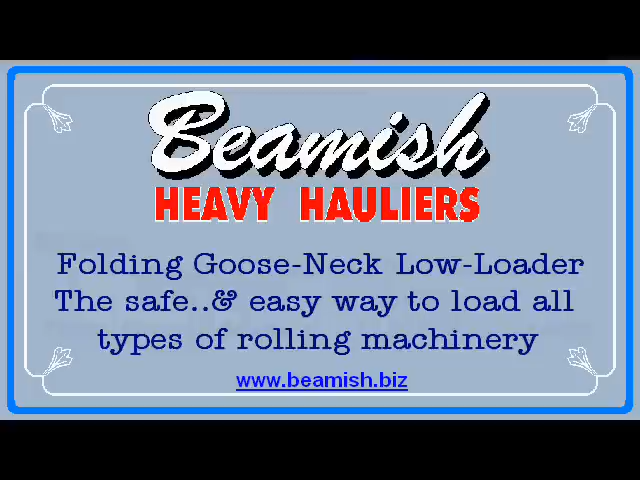 Beamish
HEAVY HAULIERS
Folding Goose-Neck Low-Loader
The safe..& easy way to load all
types of rolling machinery
www.beamish.biz